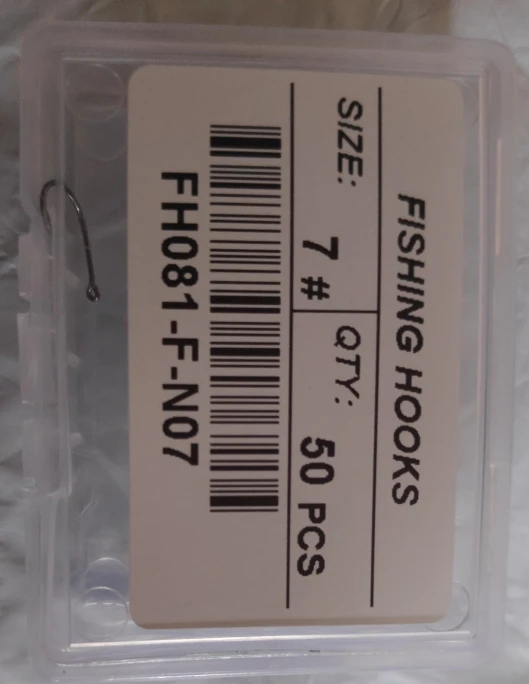 FISHING HOOKS
SIZE: 7 # QTY: 50 PCS
FH081-F-N07